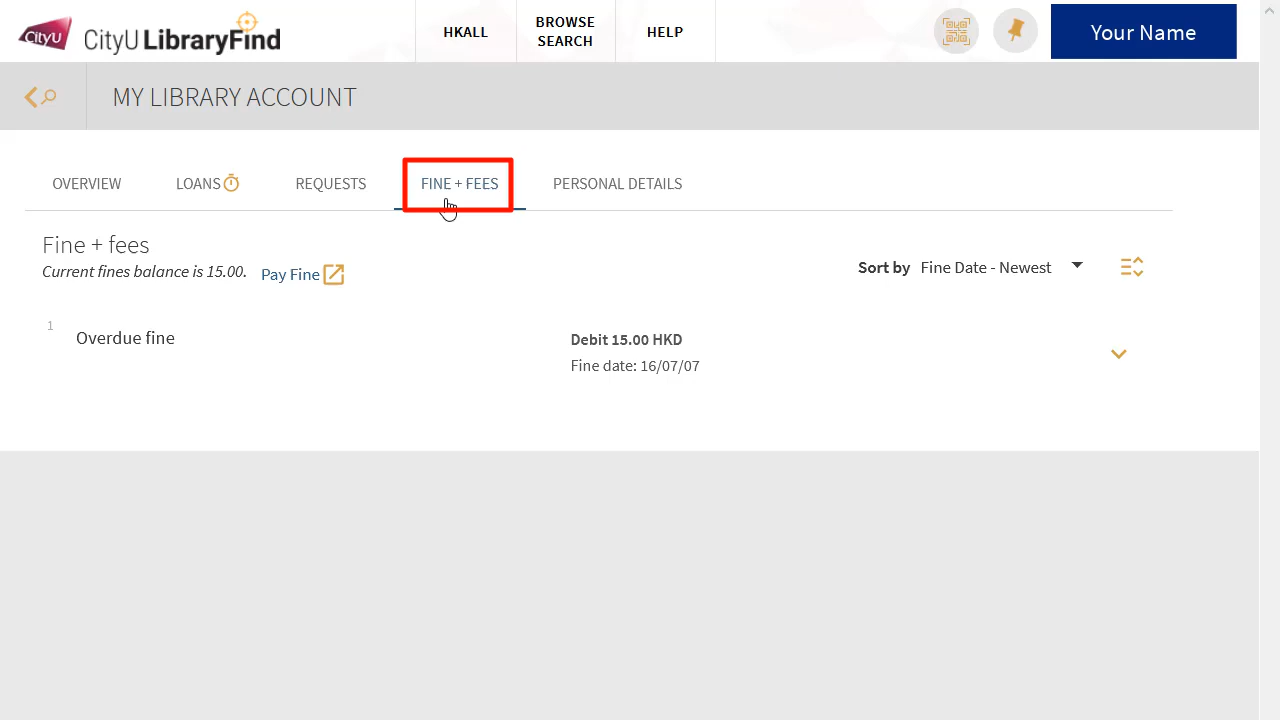 CityU
CityU LibraryFind
HKALL
BROWSE
SEARCH
HELP
Your Name
MY LIBRARY ACCOUNT
OVERVIEW
LOANS
REQUESTS
FINE + FEES
PERSONAL DETAILS
Fine + fees
Current fines balance is 15.00.
Pay Fine
Sort by Fine Date - Newest
1
Overdue fine
Debit 15.00 HKD
Fine date: 16/07/07